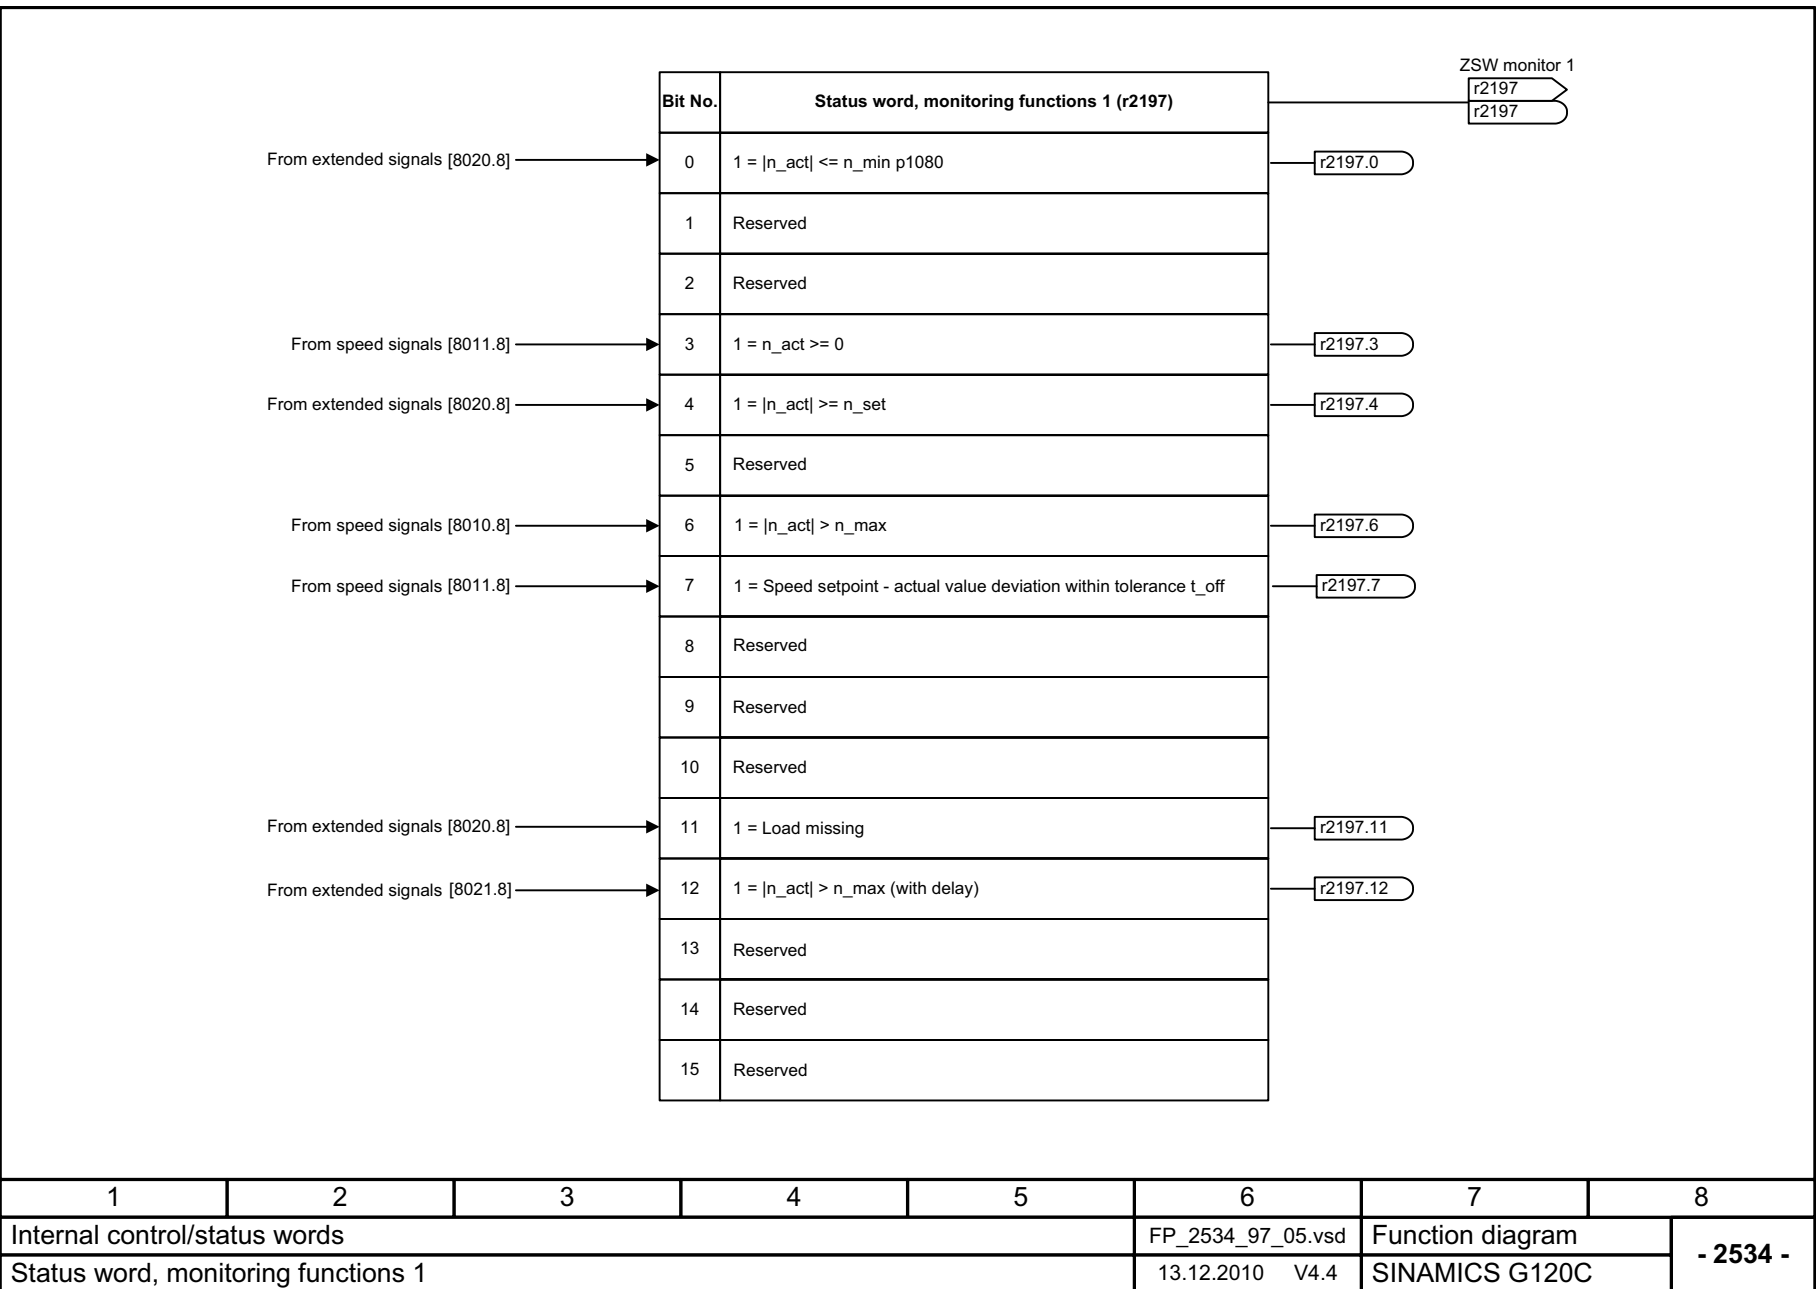 ZSW monitor 1
r2197
r2197
Bit No. Status word, monitoring functions 1 (r2197)
From extended signals [8020.8] 0 1 = |n_act| <= n_min p1080 r2197.0
1 Reserved
2 Reserved
From speed signals [8011.8] 3 1 = n_act >= 0 r2197.3
From extended signals [8020.8] 4 1 = |n_act| >= n_set r2197.4
5 Reserved
From speed signals [8010.8] 6 1 = |n_act| > n_max r2197.6
From speed signals [8011.8] 7 1 = Speed setpoint - actual value deviation within tolerance t_off r2197.7
8 Reserved
9 Reserved
10 Reserved
From extended signals [8020.8] 11 1 = Load missing r2197.11
From extended signals [8021.8] 12 1 = |n_act| > n_max (with delay) r2197.12
13 Reserved
14 Reserved
15 Reserved
1 2 3 4 5 6 7 8
Internal control/status words FP_2534_97_05.vsd Function diagram
- 2534 -
Status word, monitoring functions 1 13.12.2010 V4.4 SINAMICS G120C